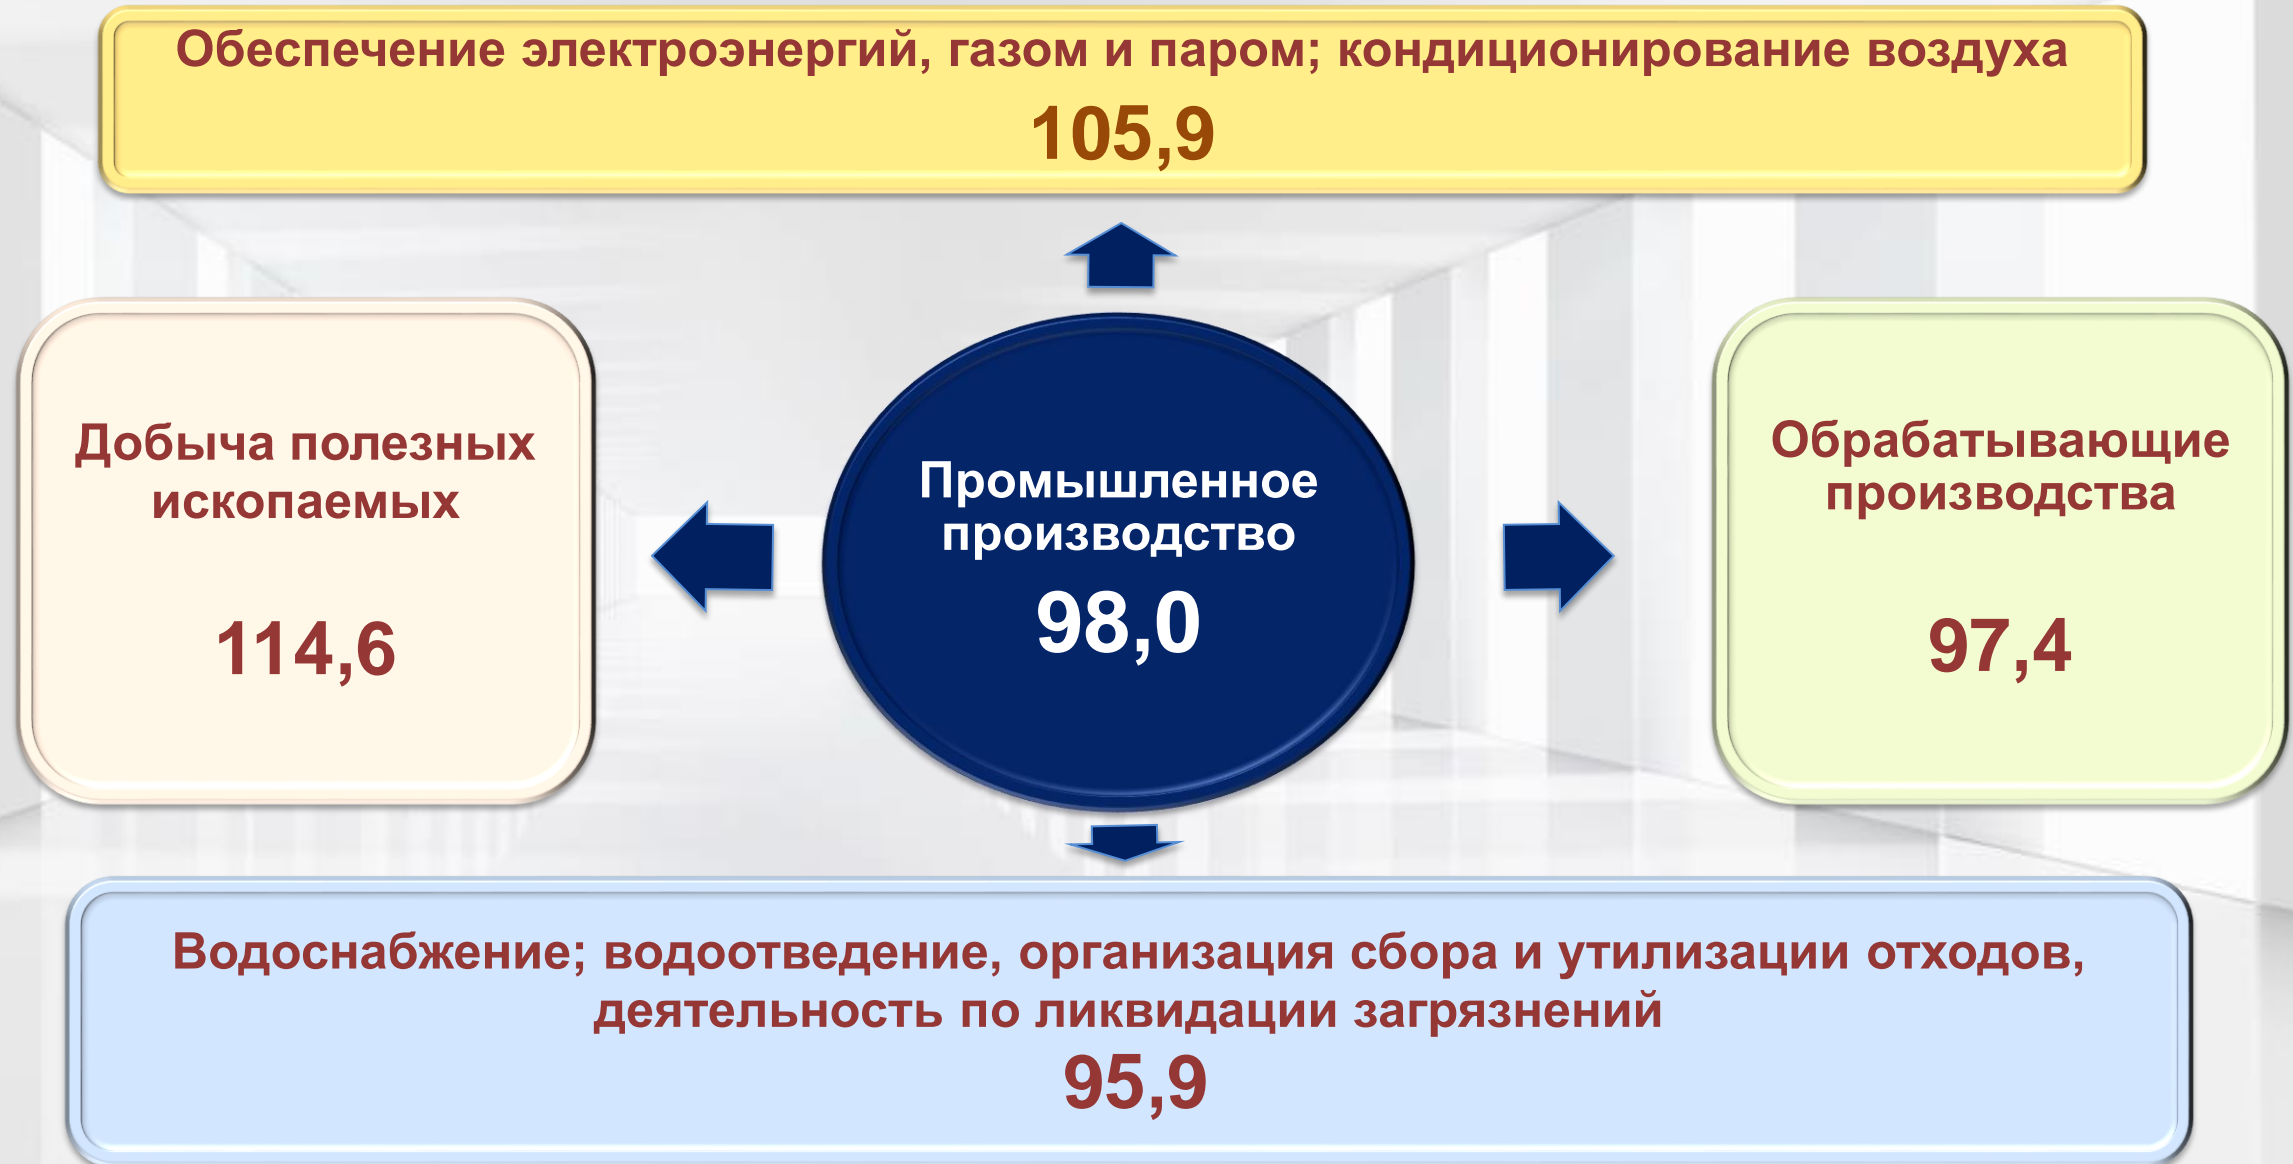 Обеспечение электроэнергий, газом и паром; кондиционирование воздуха
105,9
Добыча полезных
ископаемых
114,6
Промышленное
производство
98,0
Обрабатывающие
производства
97,4
Водоснабжение; водоотведение, организация сбора и утилизации отходов,
деятельность по ликвидации загрязнений
95,9